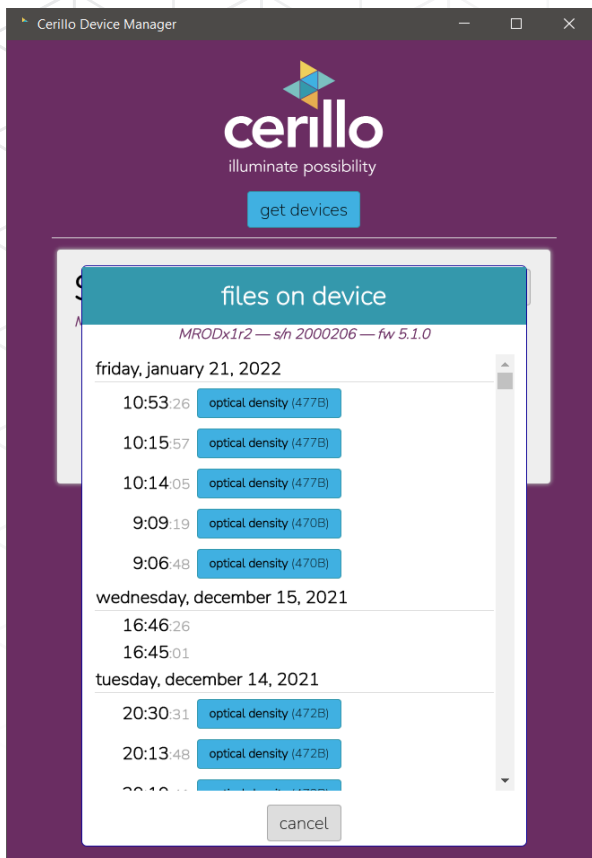 Cerillo Device Manager
cerillo
illuminate possibility
get devices
files on device
MRODx1r2 — s/n 2000206 — fw 5.1.0
friday, january 21, 2022
10:53:26 optical density (477B)
10:15:57 optical density (477B)
10:14:05 optical density (477B)
9:09:19 optical density (470B)
9:06:48 optical density (470B)
wednesday, december 15, 2021
16:46:26
16:45:01
tuesday, december 14, 2021
20:30:31 optical density (472B)
20:13:48 optical density (472B)
cancel